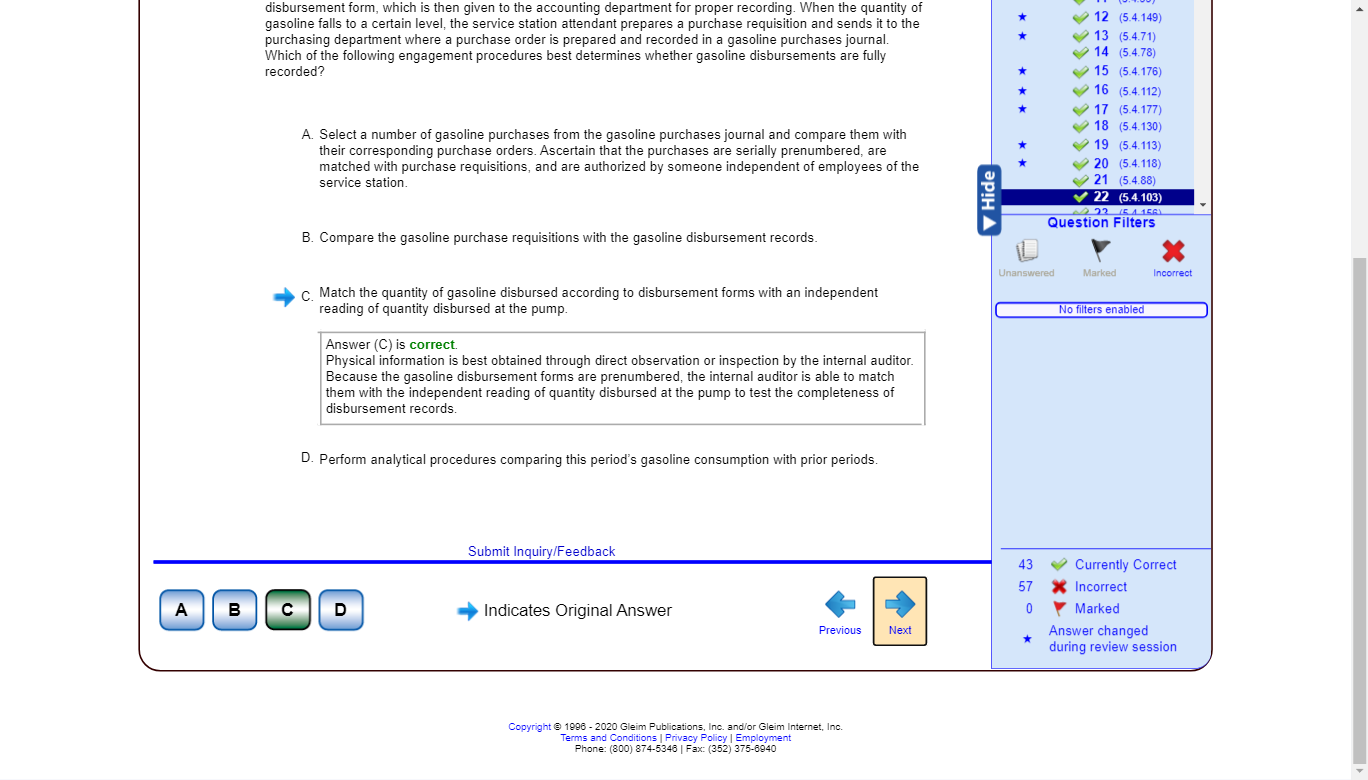 disbursement form, which is then given to the accounting department for proper recording. When the quantity of
gasoline falls to a certain level, the service station attendant prepares a purchase requisition and sends it to the
purchasing department where a purchase order is prepared and recorded in a gasoline purchases journal.
Which of the following engagement procedures best determines whether gasoline disbursements are fully
recorded?
A. Select a number of gasoline purchases from the gasoline purchases journal and compare them with
their corresponding purchase orders. Ascertain that the purchases are serially prenumbered, are
matched with purchase requisitions, and are authorized by someone independent of employees of the
service station.
B. Compare the gasoline purchase requisitions with the gasoline disbursement records.
C. Match the quantity of gasoline disbursed according to disbursement forms with an independent
reading of quantity disbursed at the pump.
Answer (C) is correct.
Physical information is best obtained through direct observation or inspection by the internal auditor.
Because the gasoline disbursement forms are prenumbered, the internal auditor is able to match
them with the independent reading of quantity disbursed at the pump to test the completeness of
disbursement records.
D. Perform analytical procedures comparing this period's gasoline consumption with prior periods.
Submit Inquiry/Feedback
A B C D
Indicates Original Answer
Previous
Next
12 (5.4.149)
13 (5.4.71)
14 (5.4.78)
15 (5.4.176)
16 (5.4.112)
17 (5.4.177)
18 (5.4.130)
19 (5.4.113)
20 (5.4.118)
21 (5.4.88)
22 (5.4.103)
23 (5.4.156)
Hide
Question Filters
Unanswered Marked Incorrect
No filters enabled
43 Currently Correct
57 Incorrect
0 Marked
Answer changed
during review session
Copyright © 1996 - 2020 Gleim Publications, Inc. and/or Gleim Internet, Inc.
Terms and Conditions | Privacy Policy | Employment
Phone: (800) 874-5346 | Fax: (352) 375-6940